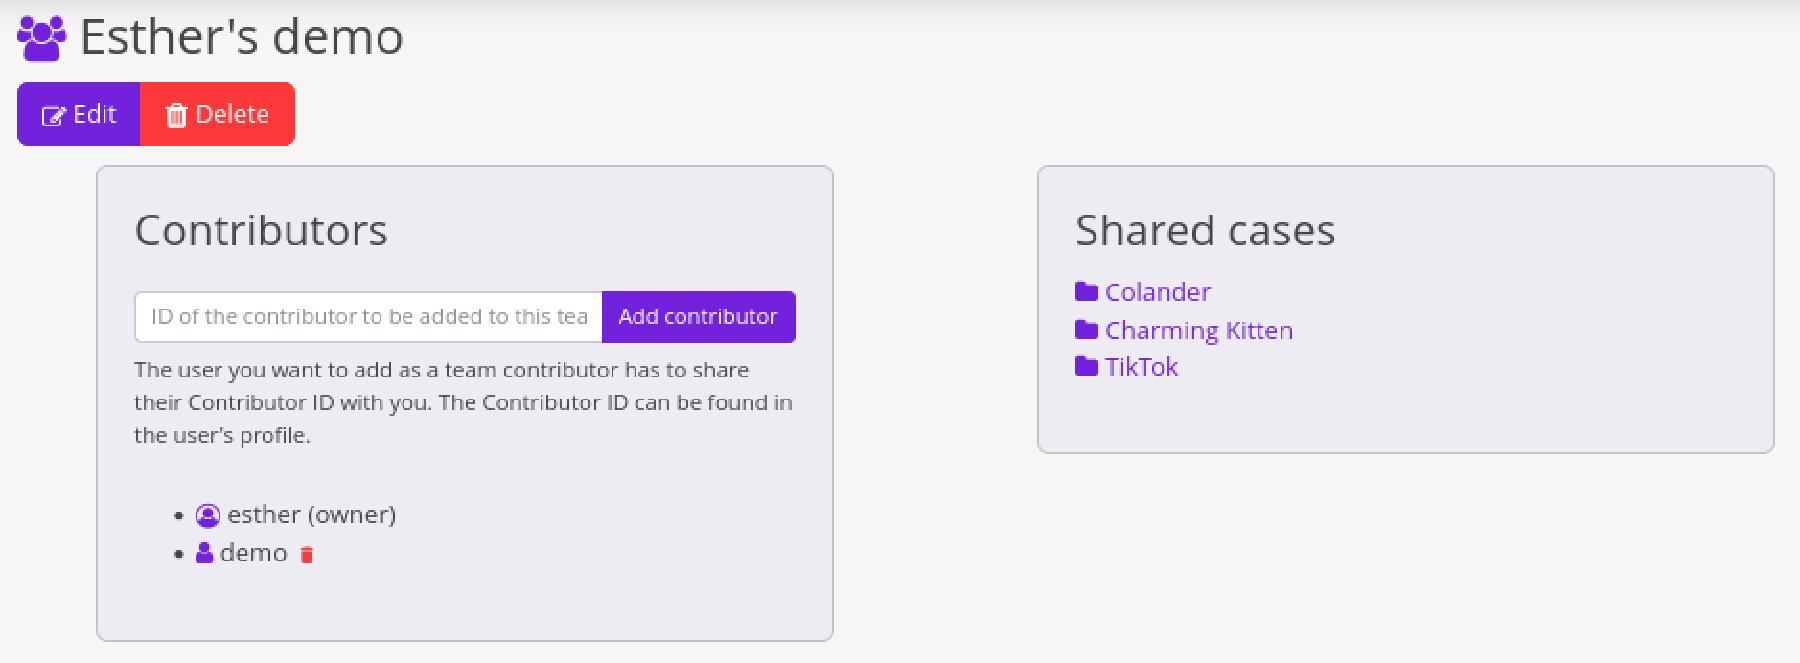 Esther's demo
Edit
Delete
Contributors
ID of the contributor to be added to this tea
Add contributor
The user you want to add as a team contributor has to share
their Contributor ID with you. The Contributor ID can be found in
the user's profile.
esther (owner)
demo
Shared cases
Colander
Charming Kitten
TikTok